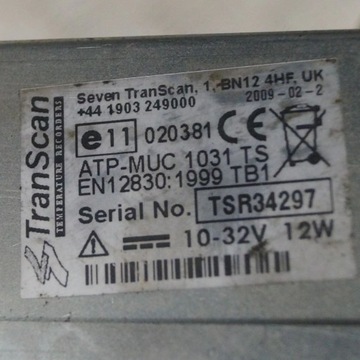 Seven TranScan, 1, BN12 4HF, UK
+44 1903 249000
2009-02-2
e11 020381 CE
ATP-MUC 1031 TS
EN12830:1999 TB1
Serial No. TSR34297
10-32V 12W
TranScan
TEMPERATURE RECORDERS